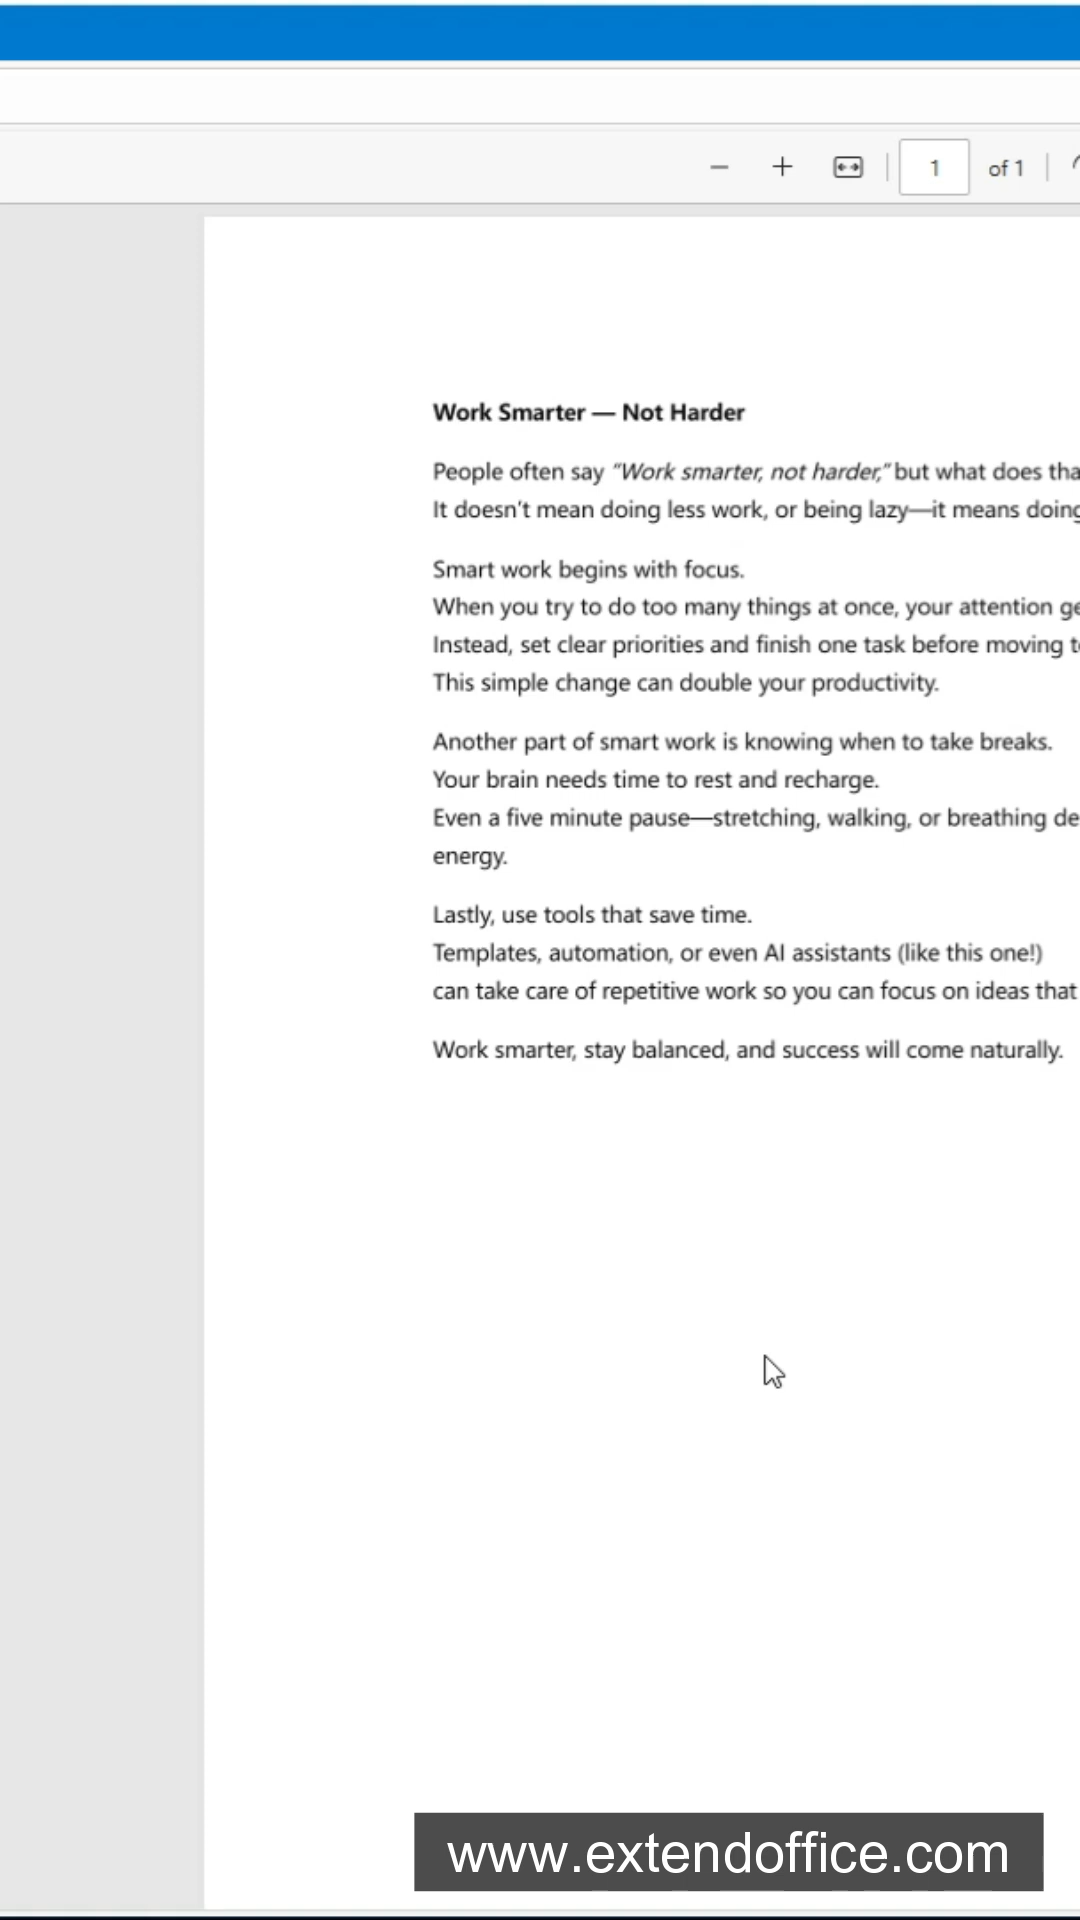 1 of 1
Work Smarter — Not Harder
People often say “Work smarter, not harder,” but what does
It doesn’t mean doing less work, or being lazy—it means doing
Smart work begins with focus.
When you try to do too many things at once, your attention
Instead, set clear priorities and finish one task before moving
This simple change can double your productivity.
Another part of smart work is knowing when to take breaks.
Your brain needs time to rest and recharge.
Even a five minute pause—stretching, walking, or breathing
energy.
Lastly, use tools that save time.
Templates, automation, or even AI assistants (like this one!)
can take care of repetitive work so you can focus on ideas that
Work smarter, stay balanced, and success will come naturally.
www.extendoffice.com